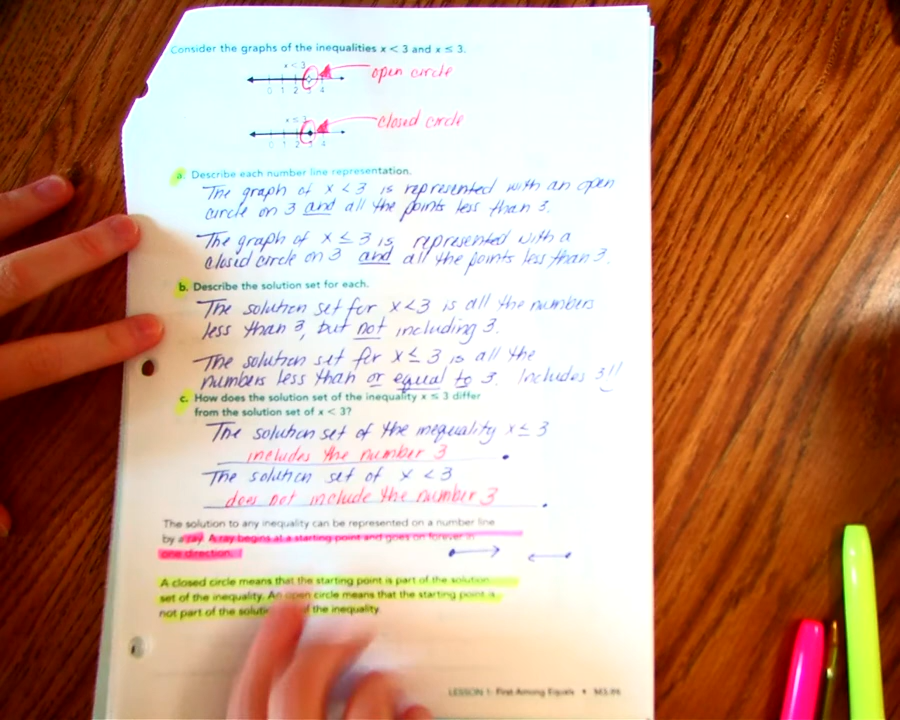 Consider the graphs of the inequalities x < 3 and x ≤ 3.
x < 3
open circle
0 1 2 3 4
x ≤ 3
closed circle
0 1 2 3 4
a. Describe each number line representation.
The graph of x < 3 is represented with an open
circle on 3 and all the points less than 3.
The graph of x ≤ 3 is represented with a
closed circle on 3 and all the points less than 3.
b. Describe the solution set for each.
The solution set for x<3 is all the numbers
less than 3, but not including 3.
The solution set for x ≤ 3 is all the
numbers less than or equal to 3. Includes 3!!
c. How does the solution set of the inequality x ≤ 3 differ
from the solution set of x < 3?
The solution set of the inequality x ≤ 3
includes the number 3.
The solution set of x < 3
does not include the number 3.
The solution to any inequality can be represented on a number line
by a ray. A ray begins at a starting point and goes on forever in
one direction.
A closed circle means that the starting point is part of the solution
set of the inequality. An open circle means that the starting point is
not part of the of the inequality.
LESSON 1: First Among Equals •